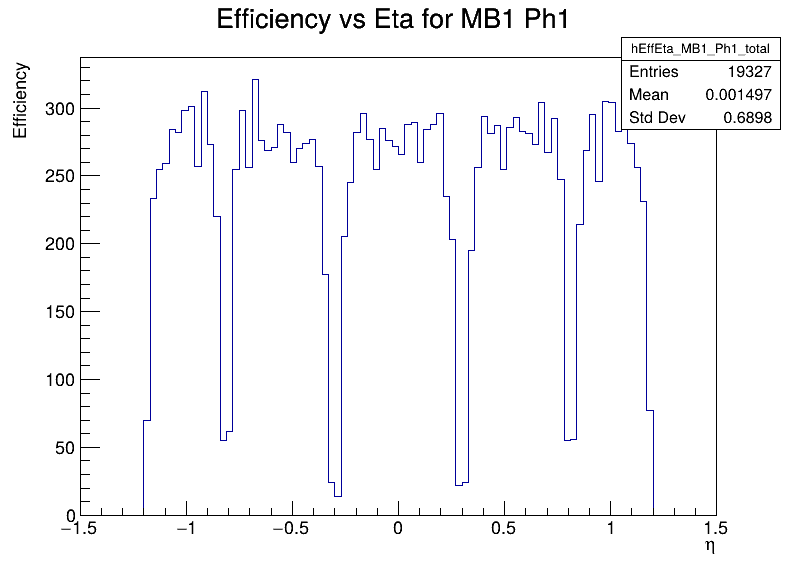 Efficiency vs Eta for MB1 Ph1
hEffEta_MB1_Ph1_total
Entries 19327
Mean 0.001497
Std Dev 0.6898
Efficiency
300
250
200
150
100
50
0
−1.5 −1 −0.5 0 0.5 1 1.5
η